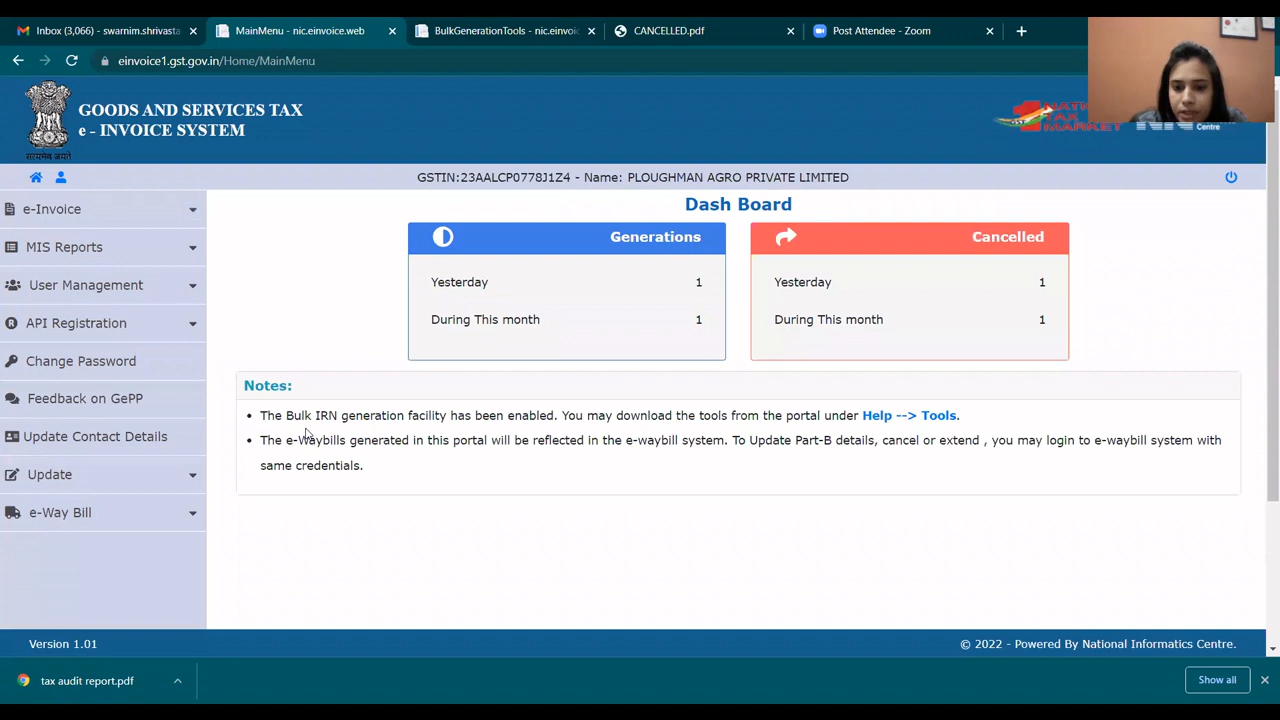 Inbox (3,066) - swarnim.shrivasta
MainMenu - nic.einvoice.web
BulkGenerationTools - nic.einvoic
CANCELLED.pdf
Post Attendee - Zoom
einvoice1.gst.gov.in/Home/MainMenu
सत्यमेव जयते
GOODS AND SERVICES TAX
e - INVOICE SYSTEM
TAX
MARKET
Centre
GSTIN:23AALCP0778J1Z4 - Name: PLOUGHMAN AGRO PRIVATE LIMITED
e-Invoice
MIS Reports
User Management
API Registration
Change Password
Feedback on GePP
Update Contact Details
Update
e-Way Bill
Dash Board
Generations
Yesterday 1
During This month 1
Cancelled
Yesterday 1
During This month 1
Notes:
The Bulk IRN generation facility has been enabled. You may download the tools from the portal under Help --> Tools.
The e-Waybills generated in this portal will be reflected in the e-waybill system. To Update Part-B details, cancel or extend , you may login to e-waybill system with
same credentials.
Version 1.01
© 2022 - Powered By National Informatics Centre.
tax audit report.pdf
Show all